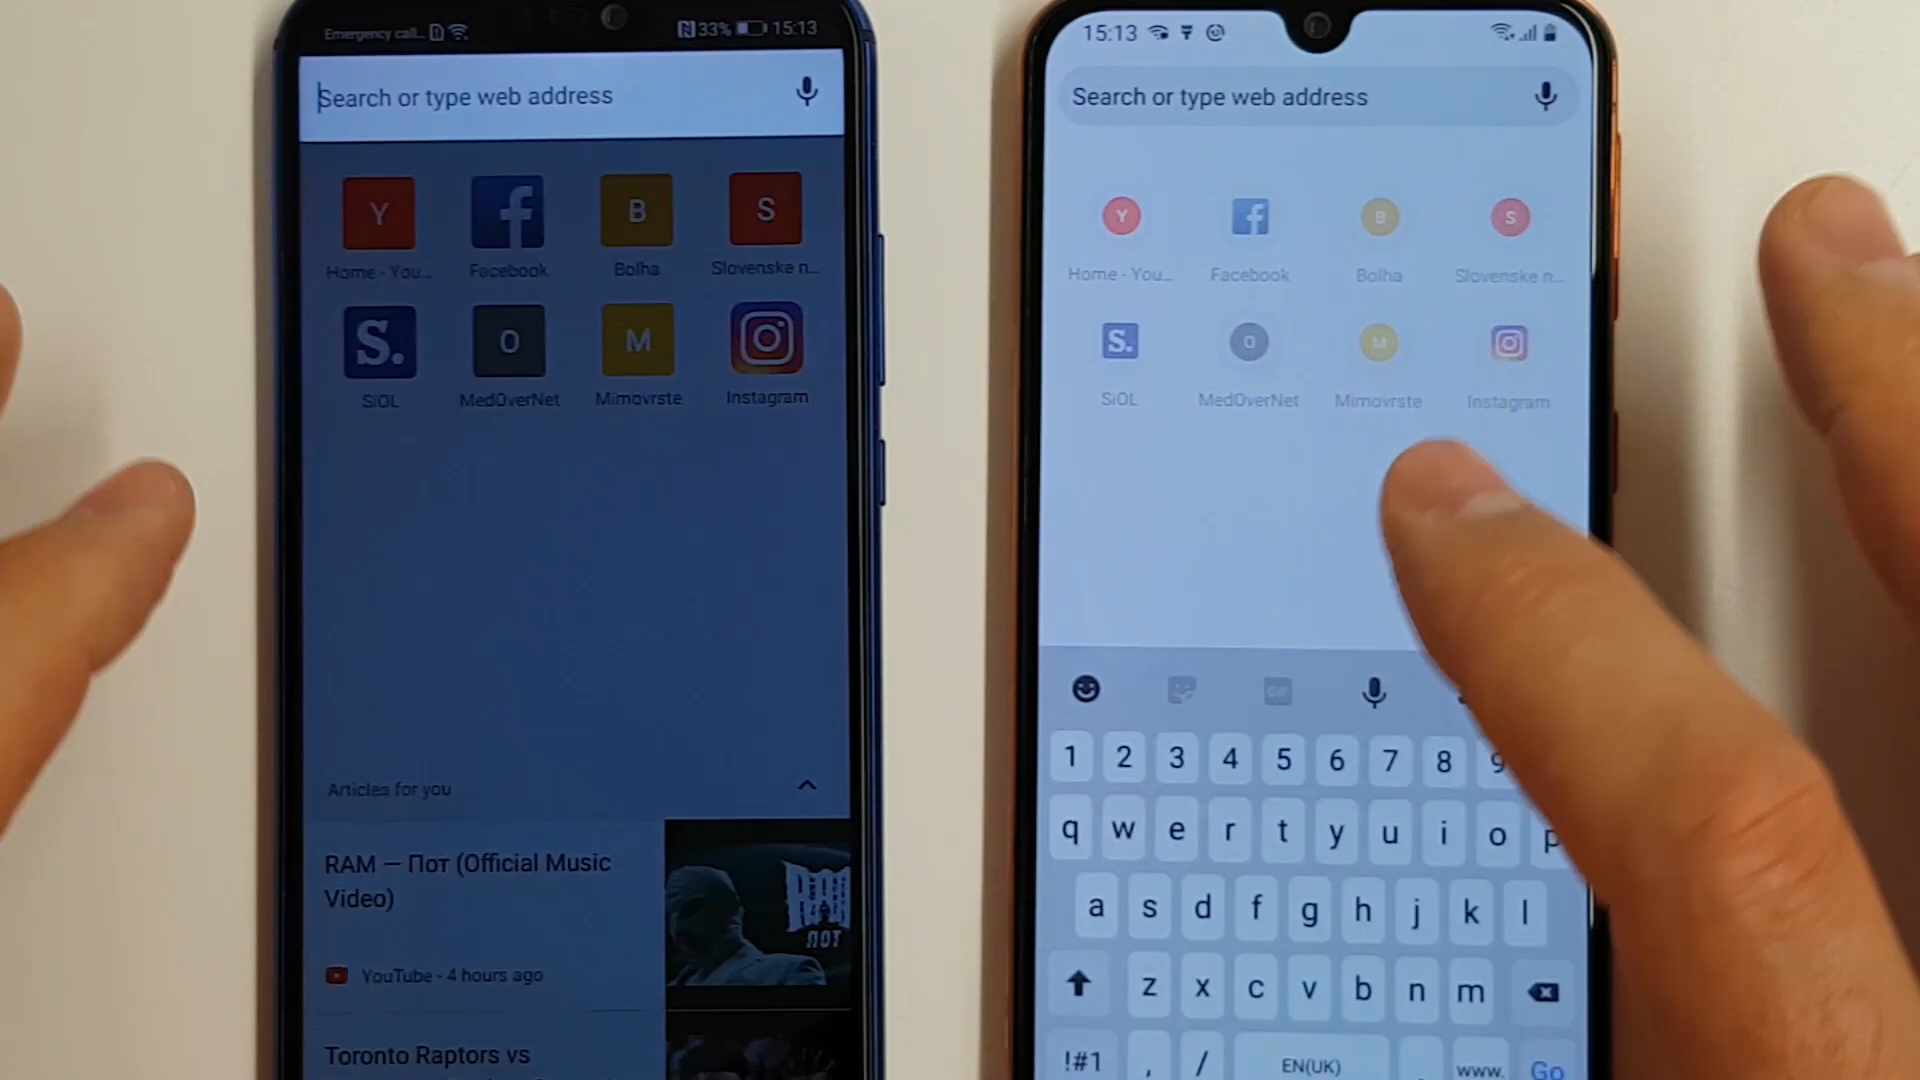 Emergency call...
33% 15:13
Search or type web address
Y
B
S
Home - You...
Facebook
Bolha
Slovenske n...
S.
O
M
SiOL
MedOverNet
Mimovrste
Instagram
Articles for you
RAM — Пот (Official Music
Video)
ПОТ
YouTube - 4 hours ago
Toronto Raptors vs
15:13
Search or type web address
Y
B
S
Home - You...
Facebook
Bolha
Slovenske n...
S.
O
M
SiOL
MedOverNet
Mimovrste
Instagram
GIF
1 2 3 4 5 6 7 8 9
q w e r t y u i o p
a s d f g h j k l
z x c v b n m
!#1 , / EN(UK) . www. Go